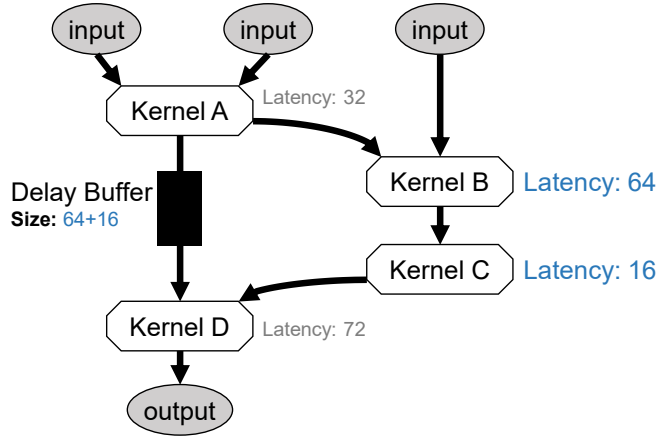 input
input
input
Kernel A
Latency: 32
Delay Buffer
Size: 64+16
Kernel B
Latency: 64
Kernel C
Latency: 16
Kernel D
Latency: 72
output